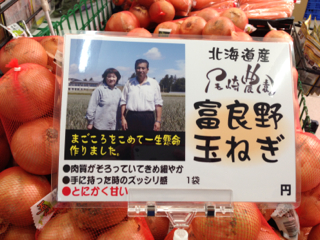 北海道産
尾崎農園
富良野
玉ねぎ
まごころをこめて一生懸命
作りました。
●肉質がそろっていてきめ細やか
●手に持った時のズッシリ感 1袋
●とにかく甘い
円